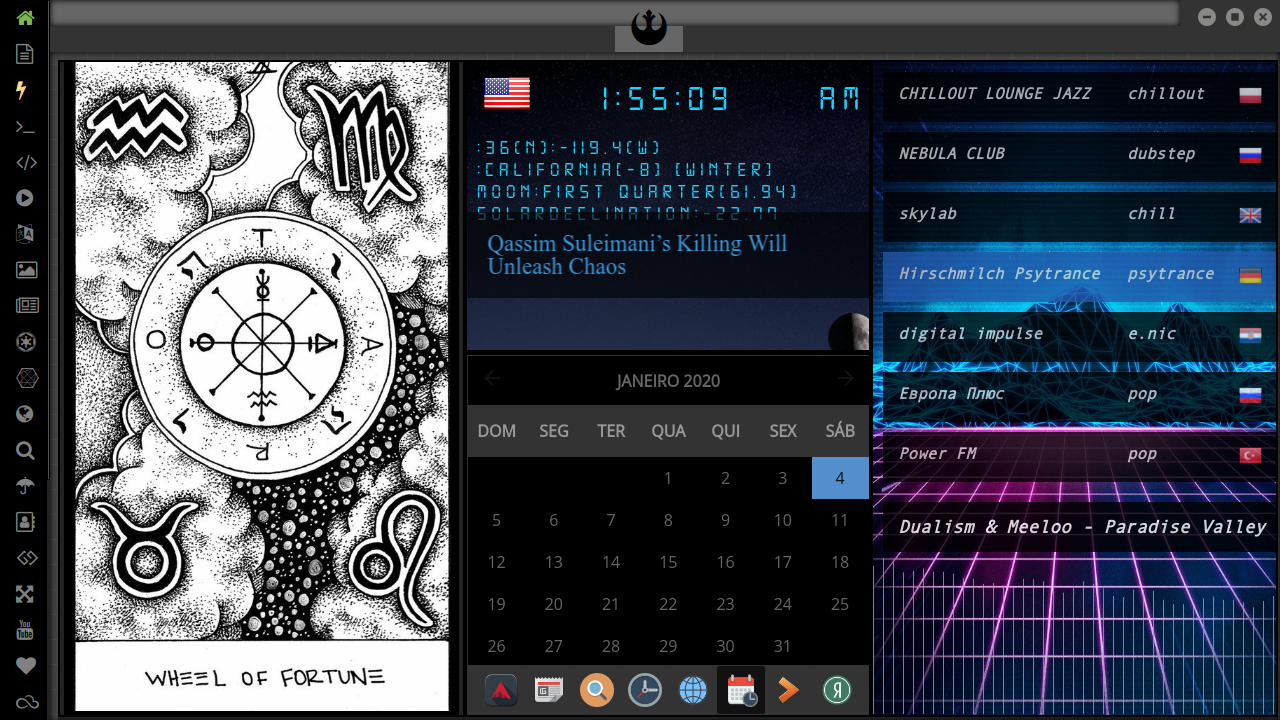 You
Tube
T
A
R
O
WHEEL OF FORTUNE
1:55:09 AM
:36(N):-119.4(W)
:CALIFORNIA(-8) (WINTER)
MOON:FIRST QUARTER(61.94)
SOLARDECLINATION:-22.77
Qassim Suleimani’s Killing Will
Unleash Chaos
JANEIRO 2020
DOM SEG TER QUA QUI SEX SÁB
1 2 3 4
5 6 7 8 9 10 11
12 13 14 15 16 17 18
19 20 21 22 23 24 25
26 27 28 29 30 31
Я
CHILLOUT LOUNGE JAZZ chillout
NEBULA CLUB dubstep
skylab chill
Hirschmilch Psytrance psytrance
digital impulse e.nic
Европа Плюс pop
Power FM pop
Dualism & Meeloo - Paradise Valley